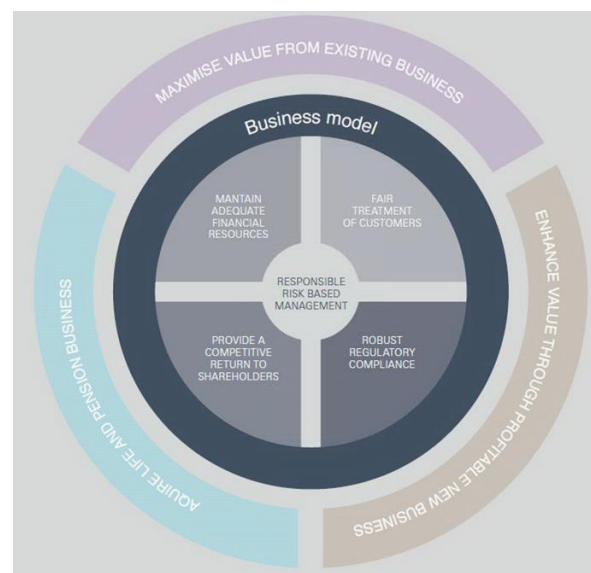 MAXIMISE VALUE FROM EXISTING BUSINESS
Business model
MANTAIN
ADEQUATE
FINANCIAL
RESOURCES
FAIR
TREATMENT
OF CUSTOMERS
RESPONSIBLE
RISK BASED
MANAGEMENT
PROVIDE A
COMPETITIVE
RETURN TO
SHAREHOLDERS
ROBUST
REGULATORY
COMPLIANCE
AQUIRE LIFE AND PENSION BUSINESS
ENHANCE VALUE THROUGH PROFITABLE NEW BUSINESS